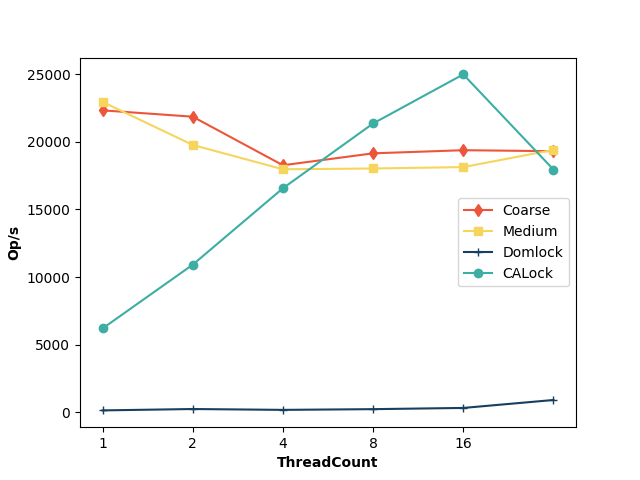 25000
20000
15000
10000
5000
0
Op/s
Coarse
Medium
Domlock
CALock
1 2 4 8 16
ThreadCount